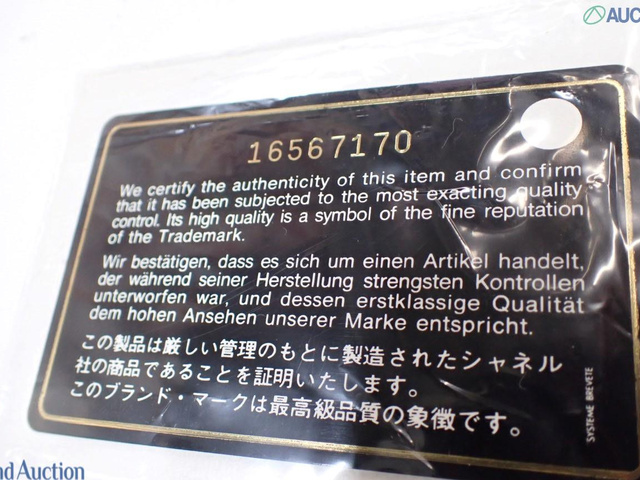 AUC
16567170
We certify the authenticity of this item and confirm
that it has been subjected to the most exacting quality
control. Its high quality is a symbol of the fine reputation
of the Trademark.
Wir bestätigen, dass es sich um einen Artikel handelt,
der während seiner Herstellung strengsten Kontrollen
unterworfen war, und dessen erstklassige Qualität
dem hohen Ansehen unserer Marke entspricht.
この製品は厳しい管理のもとに製造されたシャネル
社の商品であることを証明いたします。
このブランド・マークは最高級品質の象徴です。
SYSTEME BREVETE
nd Auction